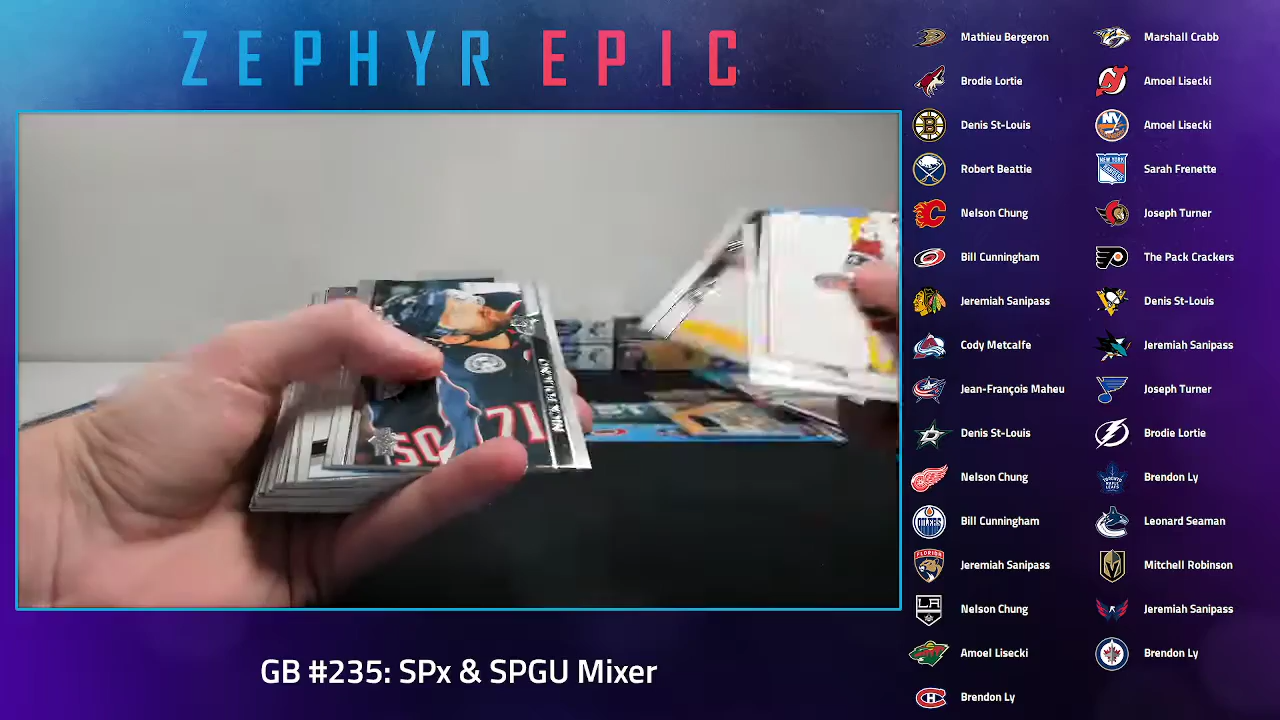 ZEPHYR EPIC
Mathieu Bergeron
Brodie Lortie
Denis St-Louis
Robert Beattie
Nelson Chung
Bill Cunningham
Jeremiah Sanipass
Cody Metcalfe
Jean-François Maheu
Denis St-Louis
Nelson Chung
Bill Cunningham
Jeremiah Sanipass
Nelson Chung
Amoel Lisecki
Brendon Ly
Marshall Crabb
Amoel Lisecki
Amoel Lisecki
Sarah Frenette
Joseph Turner
The Pack Crackers
Denis St-Louis
Jeremiah Sanipass
Joseph Turner
Brodie Lortie
Brendon Ly
Leonard Seaman
Mitchell Robinson
Jeremiah Sanipass
Brendon Ly
NICK FOLIGNO
71
GB #235: SPx & SPGU Mixer